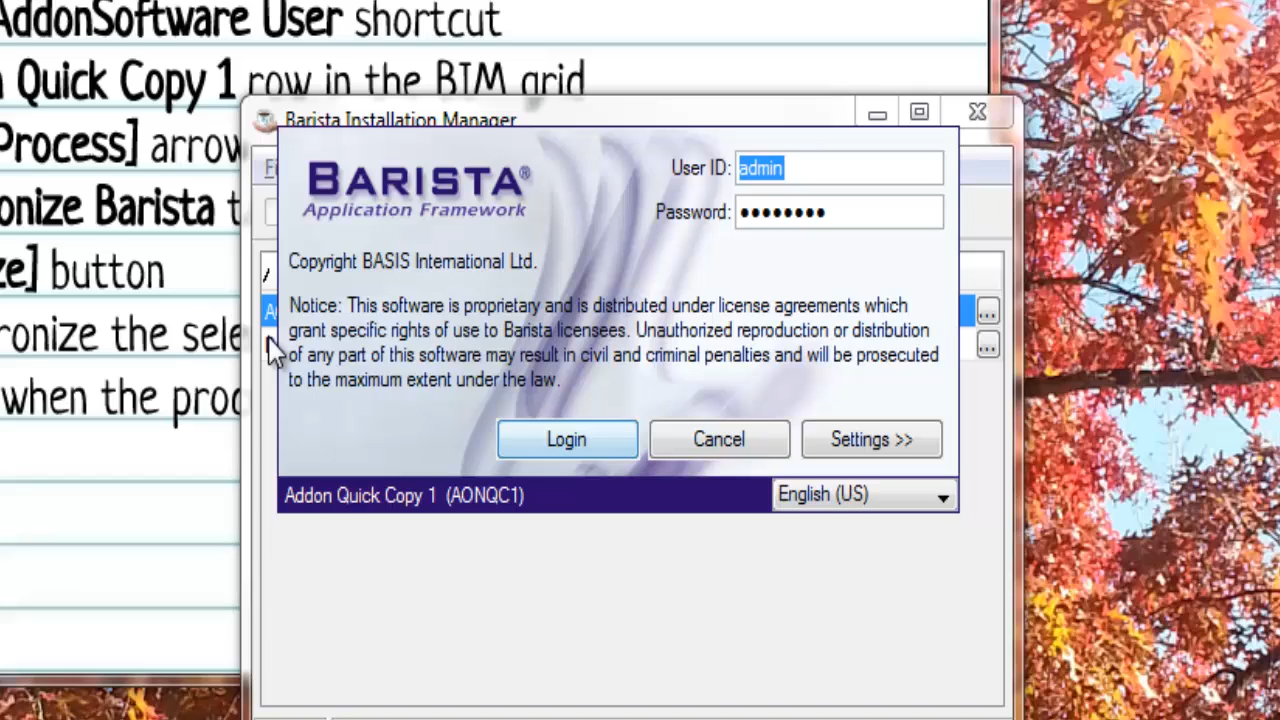 AddonSoftware User shortcut
Quick Copy 1 row in the BIM grid
Process] arrow
onize Barista
ze] button
ronize the sele
when the proc
Barista Installation Manager
BARISTA®
Application Framework
User ID: admin
Password: ••••••••
Copyright BASIS International Ltd.
Notice: This software is proprietary and is distributed under license agreements which
grant specific rights of use to Barista licensees. Unauthorized reproduction or distribution
of any part of this software may result in civil and criminal penalties and will be prosecuted
to the maximum extent under the law.
Login
Cancel
Settings >>
Addon Quick Copy 1 (AONQC1)
English (US)